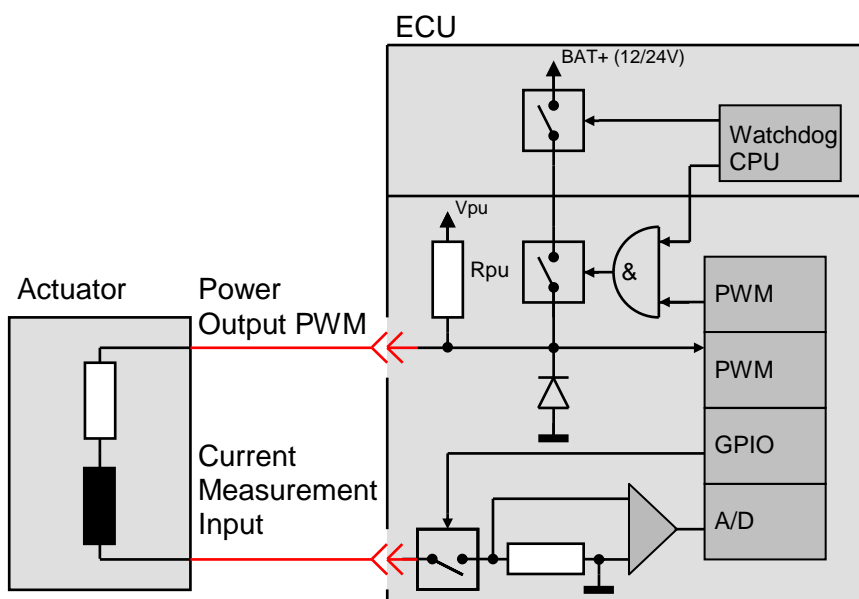 ECU
BAT+ (12/24V)
Watchdog
CPU
Vpu
Rpu
&
PWM
Actuator
Power
Output PWM
PWM
GPIO
Current
Measurement
Input
A/D